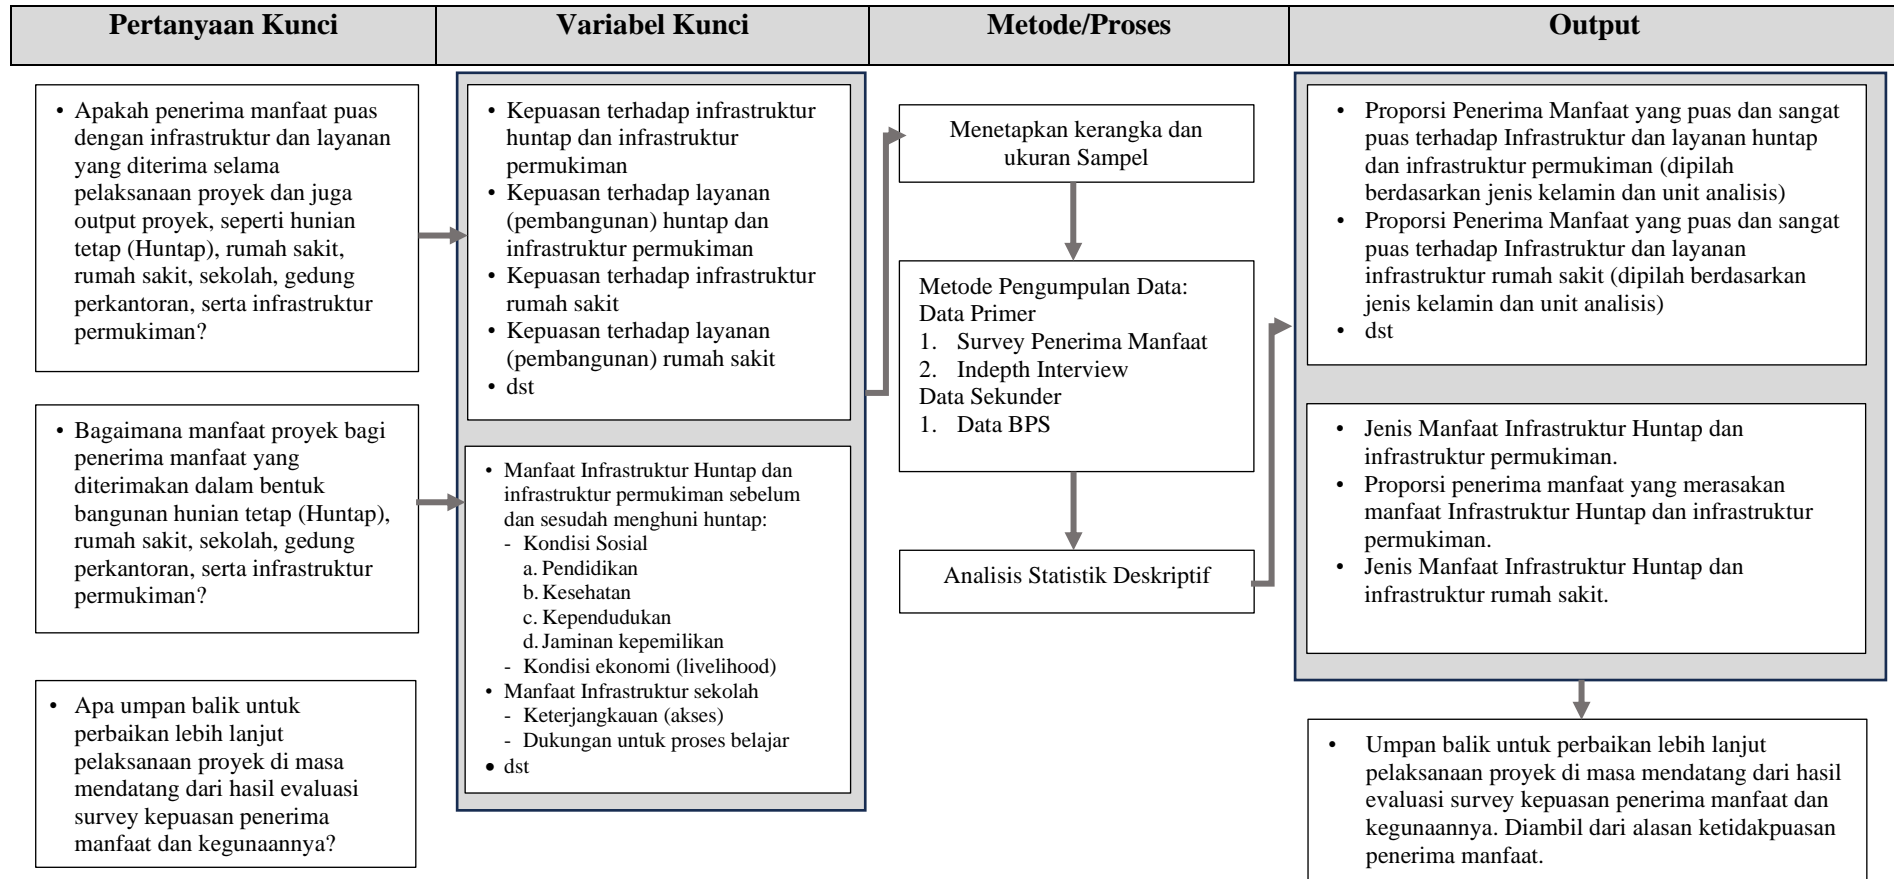 Pertanyaan Kunci
Variabel Kunci
Metode/Proses
Output
• Apakah penerima manfaat puas
dengan infrastruktur dan layanan
yang diterima selama
pelaksanaan proyek dan juga
output proyek, seperti hunian
tetap (Huntap), rumah sakit,
rumah sakit, sekolah, gedung
perkantoran, serta infrastruktur
permukiman?
• Bagaimana manfaat proyek bagi
penerima manfaat yang
diterimakan dalam bentuk
bangunan hunian tetap (Huntap),
rumah sakit, sekolah, gedung
perkantoran, serta infrastruktur
permukiman?
• Apa umpan balik untuk
perbaikan lebih lanjut
pelaksanaan proyek di masa
mendatang dari hasil evaluasi
survey kepuasan penerima
manfaat dan kegunaannya?
• Kepuasan terhadap infrastruktur
huntap dan infrastruktur
permukiman
• Kepuasan terhadap layanan
(pembangunan) huntap dan
infrastruktur permukiman
• Kepuasan terhadap infrastruktur
rumah sakit
• Kepuasan terhadap layanan
(pembangunan) rumah sakit
• dst
• Manfaat Infrastruktur Huntap dan
infrastruktur permukiman sebelum
dan sesudah menghuni huntap:
- Kondisi Sosial
a. Pendidikan
b. Kesehatan
c. Kependudukan
d. Jaminan kepemilikan
- Kondisi ekonomi (livelihood)
• Manfaat Infrastruktur sekolah
- Keterjangkauan (akses)
- Dukungan untuk proses belajar
• dst
Menetapkan kerangka dan
ukuran Sampel
Metode Pengumpulan Data:
Data Primer
1. Survey Penerima Manfaat
2. Indepth Interview
Data Sekunder
1. Data BPS
Analisis Statistik Deskriptif
• Proporsi Penerima Manfaat yang puas dan sangat
puas terhadap Infrastruktur dan layanan huntap
dan infrastruktur permukiman (dipilah
berdasarkan jenis kelamin dan unit analisis)
• Proporsi Penerima Manfaat yang puas dan sangat
puas terhadap Infrastruktur dan layanan
infrastruktur rumah sakit (dipilah berdasarkan
jenis kelamin dan unit analisis)
• dst
• Jenis Manfaat Infrastruktur Huntap dan
infrastruktur permukiman.
• Proporsi penerima manfaat yang merasakan
manfaat Infrastruktur Huntap dan infrastruktur
permukiman.
• Jenis Manfaat Infrastruktur Huntap dan
infrastruktur rumah sakit.
• Umpan balik untuk perbaikan lebih lanjut
pelaksanaan proyek di masa mendatang dari hasil
evaluasi survey kepuasan penerima manfaat dan
kegunaannya. Diambil dari alasan ketidakpuasan
penerima manfaat.